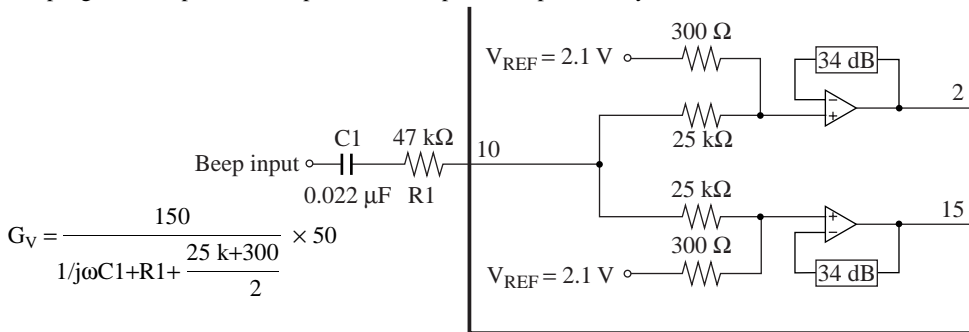 300 Ω
V_REF = 2.1 V
34 dB
2
25 kΩ
C1
47 kΩ
10
Beep input
0.022 µF R1
25 kΩ
15
G_V = 150 / (1/jωC1+R1+ (25 k+300)/2) × 50
300 Ω
V_REF = 2.1 V
34 dB
− +
+ −